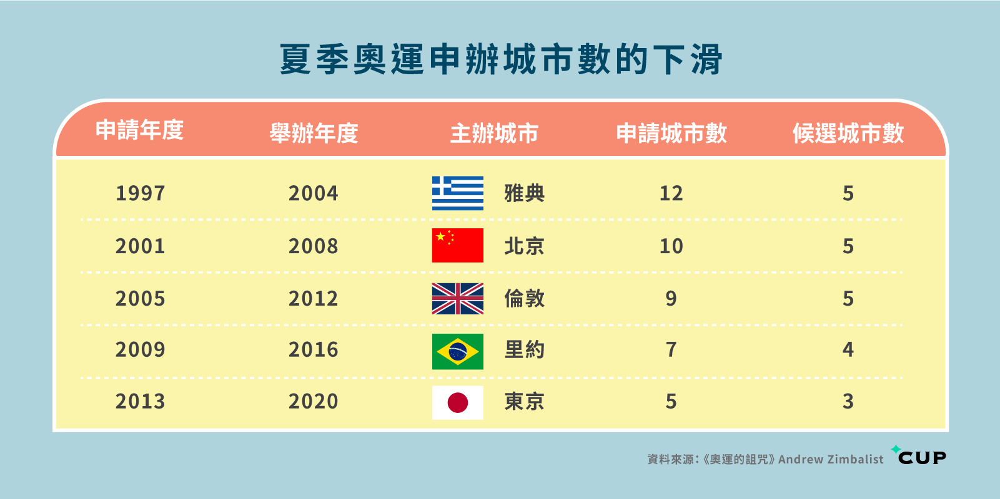 夏季奧運申辦城市數的下滑
申請年度 舉辦年度 主辦城市 申請城市數 候選城市數
1997 2004 雅典 12 5
2001 2008 北京 10 5
2005 2012 倫敦 9 5
2009 2016 里約 7 4
2013 2020 東京 5 3
資料來源：《奧運的詛咒》Andrew Zimbalist CUP